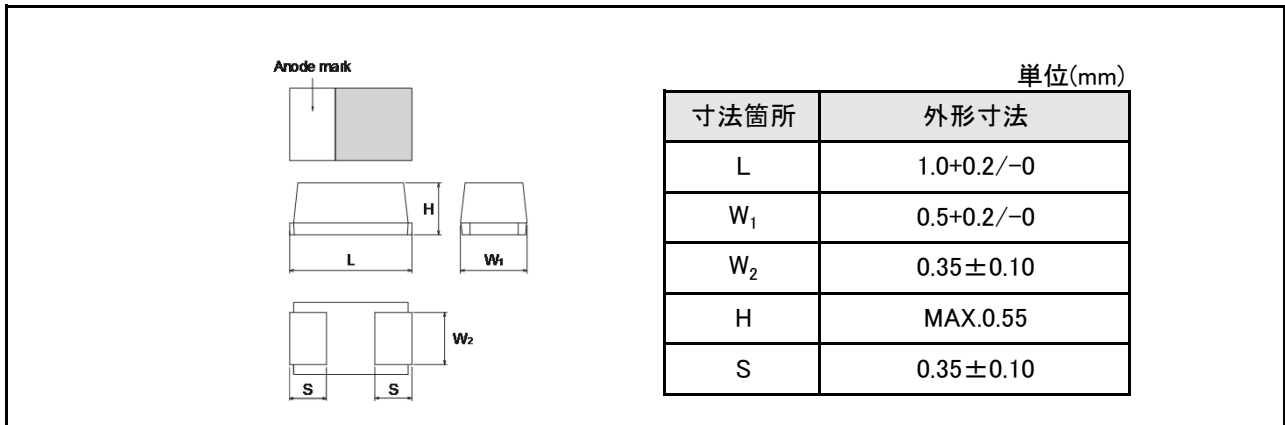 Anode mark
H
L
W₁
W₂
S S
単位(mm)
寸法箇所 外形寸法
L 1.0+0.2/-0
W₁ 0.5+0.2/-0
W₂ 0.35±0.10
H MAX.0.55
S 0.35±0.10